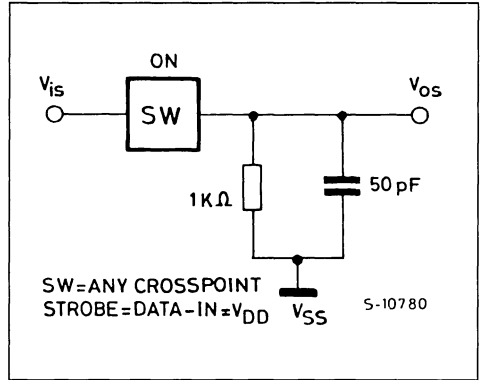 ON
Vis
SW
Vos
1KΩ
50pF
SW=ANY CROSSPOINT
STROBE=DATA-IN=VDD
VSS
S-10780